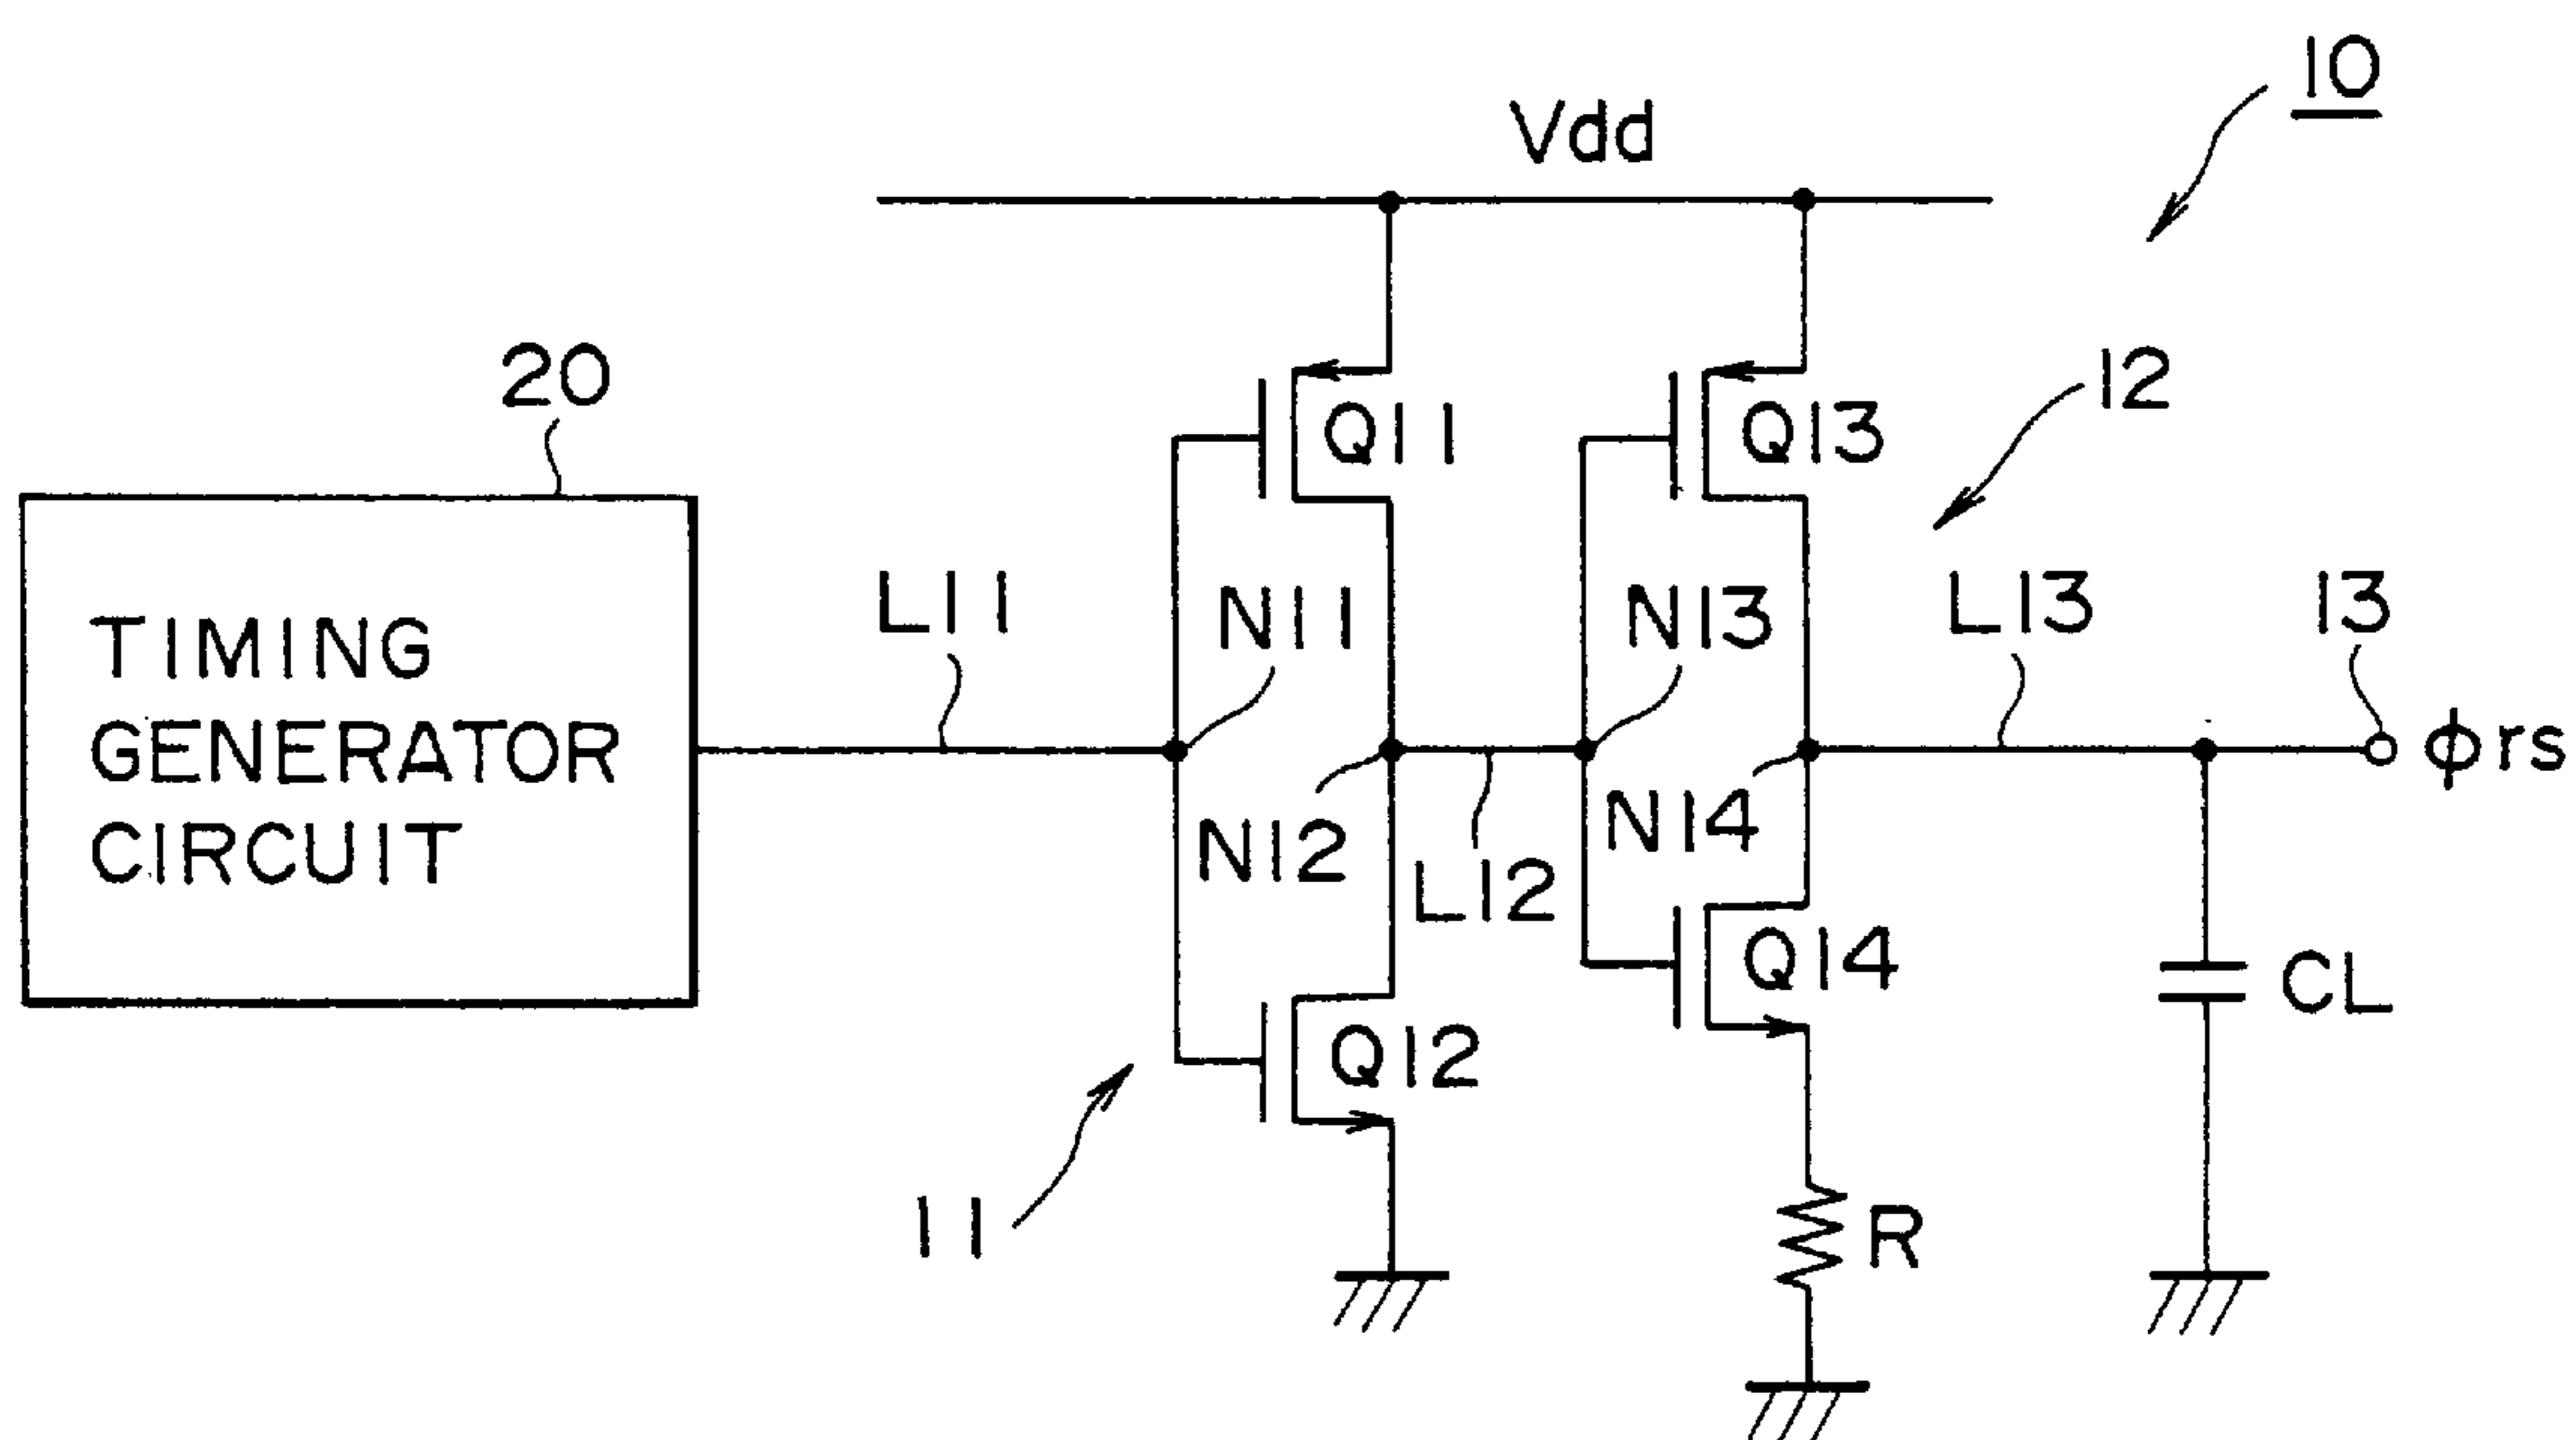 10
Vdd
20
Q11
Q13
12
L11
N11
N13
L13
13
TIMING
GENERATOR
CIRCUIT
φrs
N12
L12
N14
Q14
CL
Q12
11
R